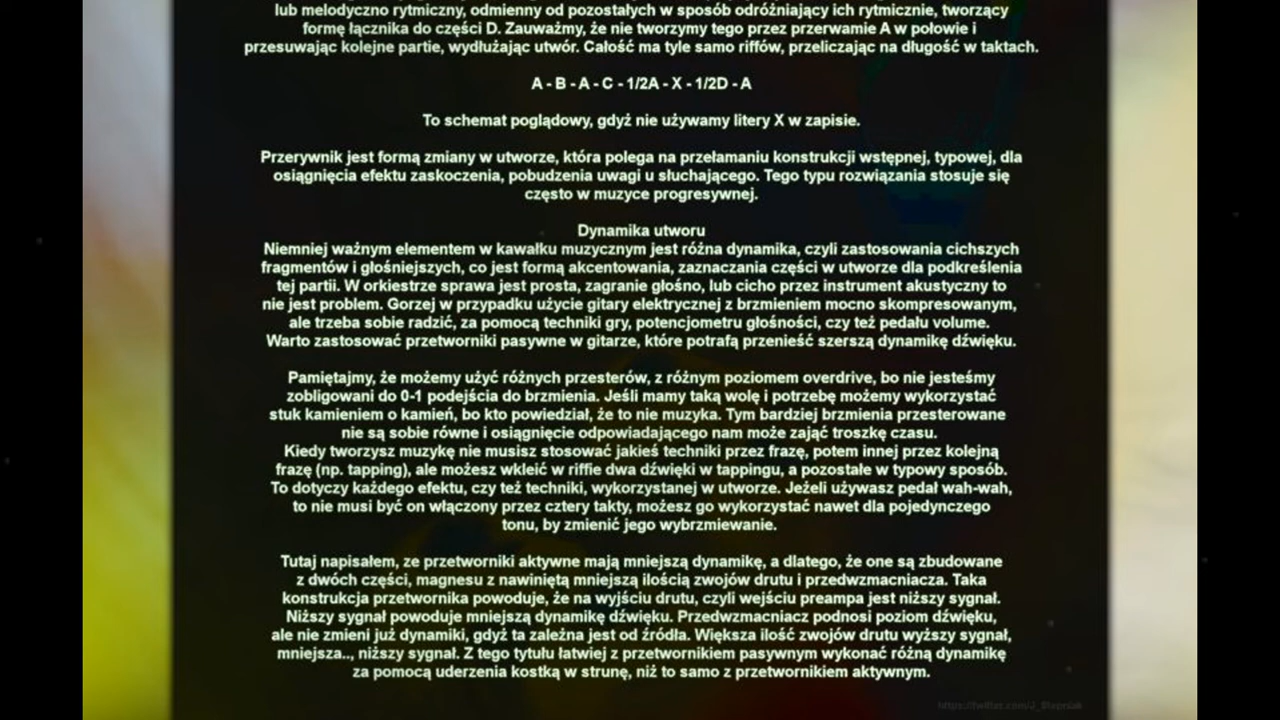 lub melodyczno rytmiczny, odmienny od pozostałych w sposób odróżniający ich rytmicznie, tworzący
formę łącznika do części D. Zauważmy, że nie tworzymy tego przez przerwamie A w połowie i
przesuwając kolejne partie, wydłużając utwór. Całość ma tyle samo riffów, przeliczając na długość w taktach.
A - B - A - C - 1/2A - X - 1/2D - A
To schemat poglądowy, gdyż nie używamy litery X w zapisie.
Przerywnik jest formą zmiany w utworze, która polega na przełamaniu konstrukcji wstępnej, typowej, dla
osiągnięcia efektu zaskoczenia, pobudzenia uwagi u słuchającego. Tego typu rozwiązania stosuje się
często w muzyce progresywnej.
Dynamika utworu
Niemniej ważnym elementem w kawałku muzycznym jest różna dynamika, czyli zastosowania cichszych
fragmentów i głośniejszych, co jest formą akcentowania, zaznaczania części w utworze dla podkreślenia
tej partii. W orkiestrze sprawa jest prosta, zagranie głośno, lub cicho przez instrument akustyczny to
nie jest problem. Gorzej w przypadku użycie gitary elektrycznej z brzmieniem mocno skompresowanym,
ale trzeba sobie radzić, za pomocą techniki gry, potencjometru głośności, czy też pedału volume.
Warto zastosować przetworniki pasywne w gitarze, które potrafą przenieść szerszą dynamikę dźwięku.
Pamiętajmy, że możemy użyć różnych przesterów, z różnym poziomem overdrive, bo nie jesteśmy
zobligowani do 0-1 podejścia do brzmienia. Jeśli mamy taką wolę i potrzebę możemy wykorzystać
stuk kamieniem o kamień, bo kto powiedział, że to nie muzyka. Tym bardziej brzmienia przesterowane
nie są sobie równe i osiągnięcie odpowiadającego nam może zająć troszkę czasu.
Kiedy tworzysz muzykę nie musisz stosować jakieś techniki przez frazę, potem innej przez kolejną
frazę (np. tapping), ale możesz wkleić w riffie dwa dźwięki w tappingu, a pozostałe w typowy sposób.
To dotyczy każdego efektu, czy też techniki, wykorzystanej w utworze. Jeżeli używasz pedał wah-wah,
to nie musi być on włączony przez cztery takty, możesz go wykorzystać nawet dla pojedynczego
tonu, by zmienić jego wybrzmiewanie.
Tutaj napisałem, ze przetworniki aktywne mają mniejszą dynamikę, a dlatego, że one są zbudowane
z dwóch części, magnesu z nawiniętą mniejszą ilością zwojów drutu i przedwzmacniacza. Taka
konstrukcja przetwornika powoduje, że na wyjściu drutu, czyli wejściu preampa jest niższy sygnał.
Niższy sygnał powoduje mniejszą dynamikę dźwięku. Przedwzmacniacz podnosi poziom dźwięku,
ale nie zmieni już dynamiki, gdyż ta zależna jest od źródła. Większa ilość zwojów drutu wyższy sygnał,
mniejsza.., niższy sygnał. Z tego tytułu łatwiej z przetwornikiem pasywnym wykonać różną dynamikę
za pomocą uderzenia kostką w strunę, niż to samo z przetwornikiem aktywnym.